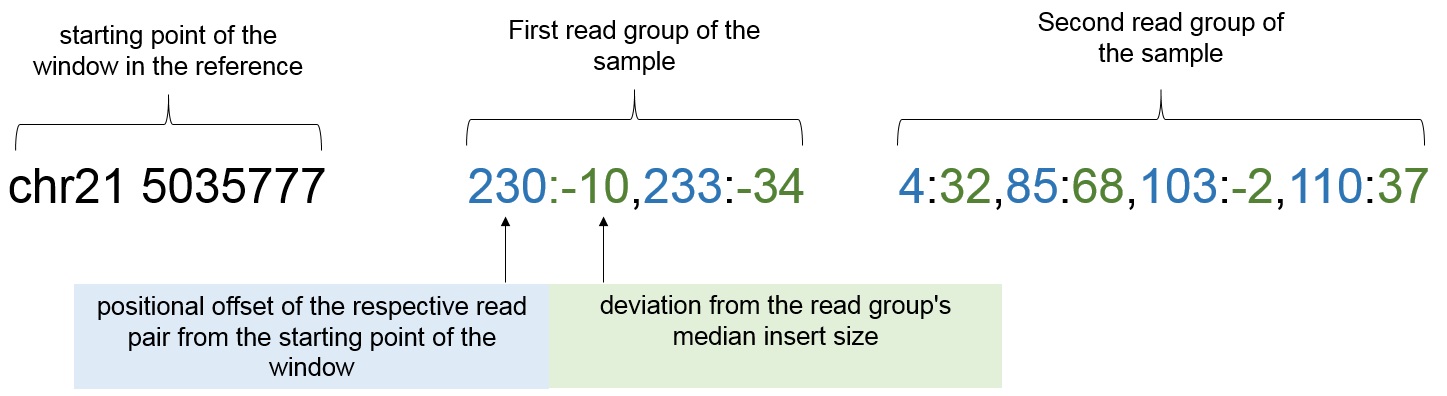 starting point of the
window in the reference
First read group of the
sample
Second read group of
the sample
chr21 5035777
230:-10,233:-34
4:32,85:68,103:-2,110:37
positional offset of the respective read
pair from the starting point of the
window
deviation from the read group's
median insert size